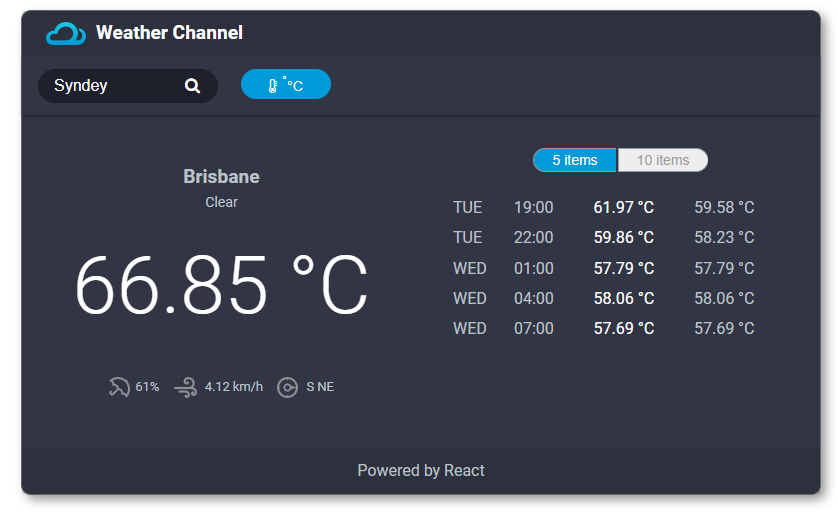 Weather Channel
Syndey
°°C
Brisbane
Clear
66.85 °C
61% 4.12 km/h S NE
5 items 10 items
TUE 19:00 61.97 °C 59.58 °C
TUE 22:00 59.86 °C 58.23 °C
WED 01:00 57.79 °C 57.79 °C
WED 04:00 58.06 °C 58.06 °C
WED 07:00 57.69 °C 57.69 °C
Powered by React